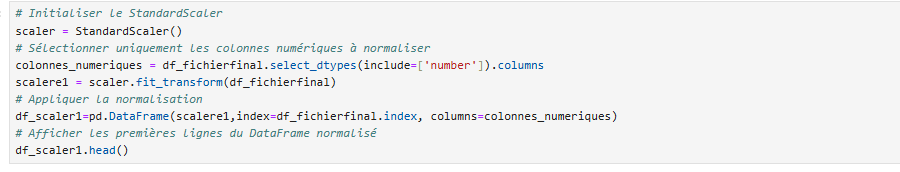 # Initialiser le StandardScaler
scaler = StandardScaler()
# Sélectionner uniquement les colonnes numériques à normaliser
colonnes_numeriques = df_fichierfinal.select_dtypes(include=['number']).columns
scalere1 = scaler.fit_transform(df_fichierfinal)
# Appliquer la normalisation
df_scaler1=pd.DataFrame(scalere1,index=df_fichierfinal.index, columns=colonnes_numeriques)
# Afficher les premières lignes du DataFrame normalisé
df_scaler1.head()